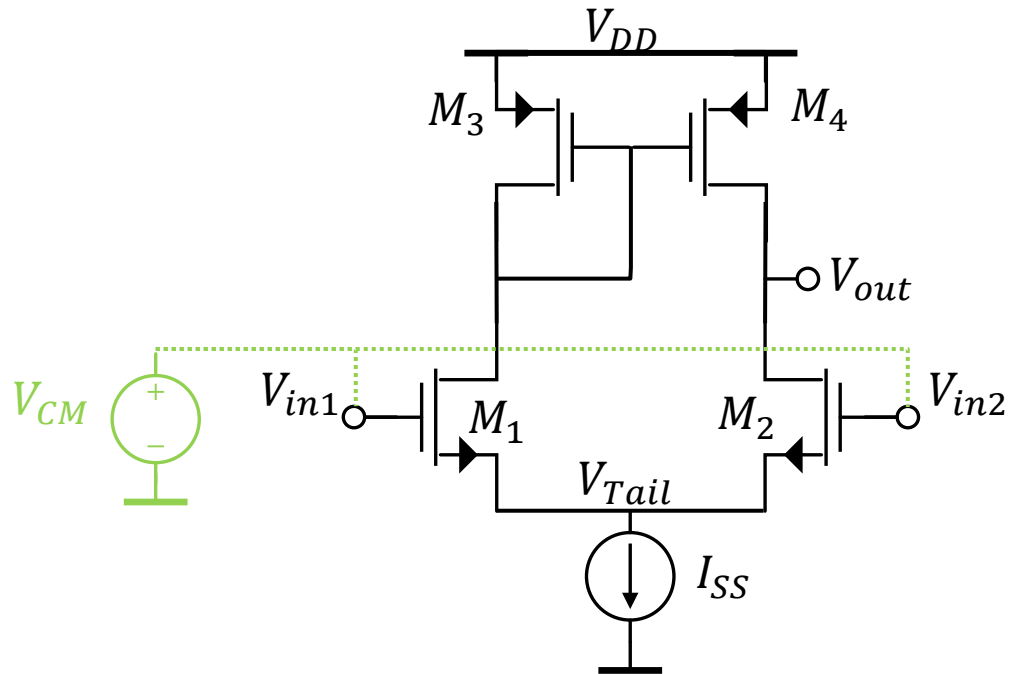 V_DD
M_3
M_4
V_out
V_CM
+
−
V_in1
M_1
M_2
V_in2
V_Tail
I_SS